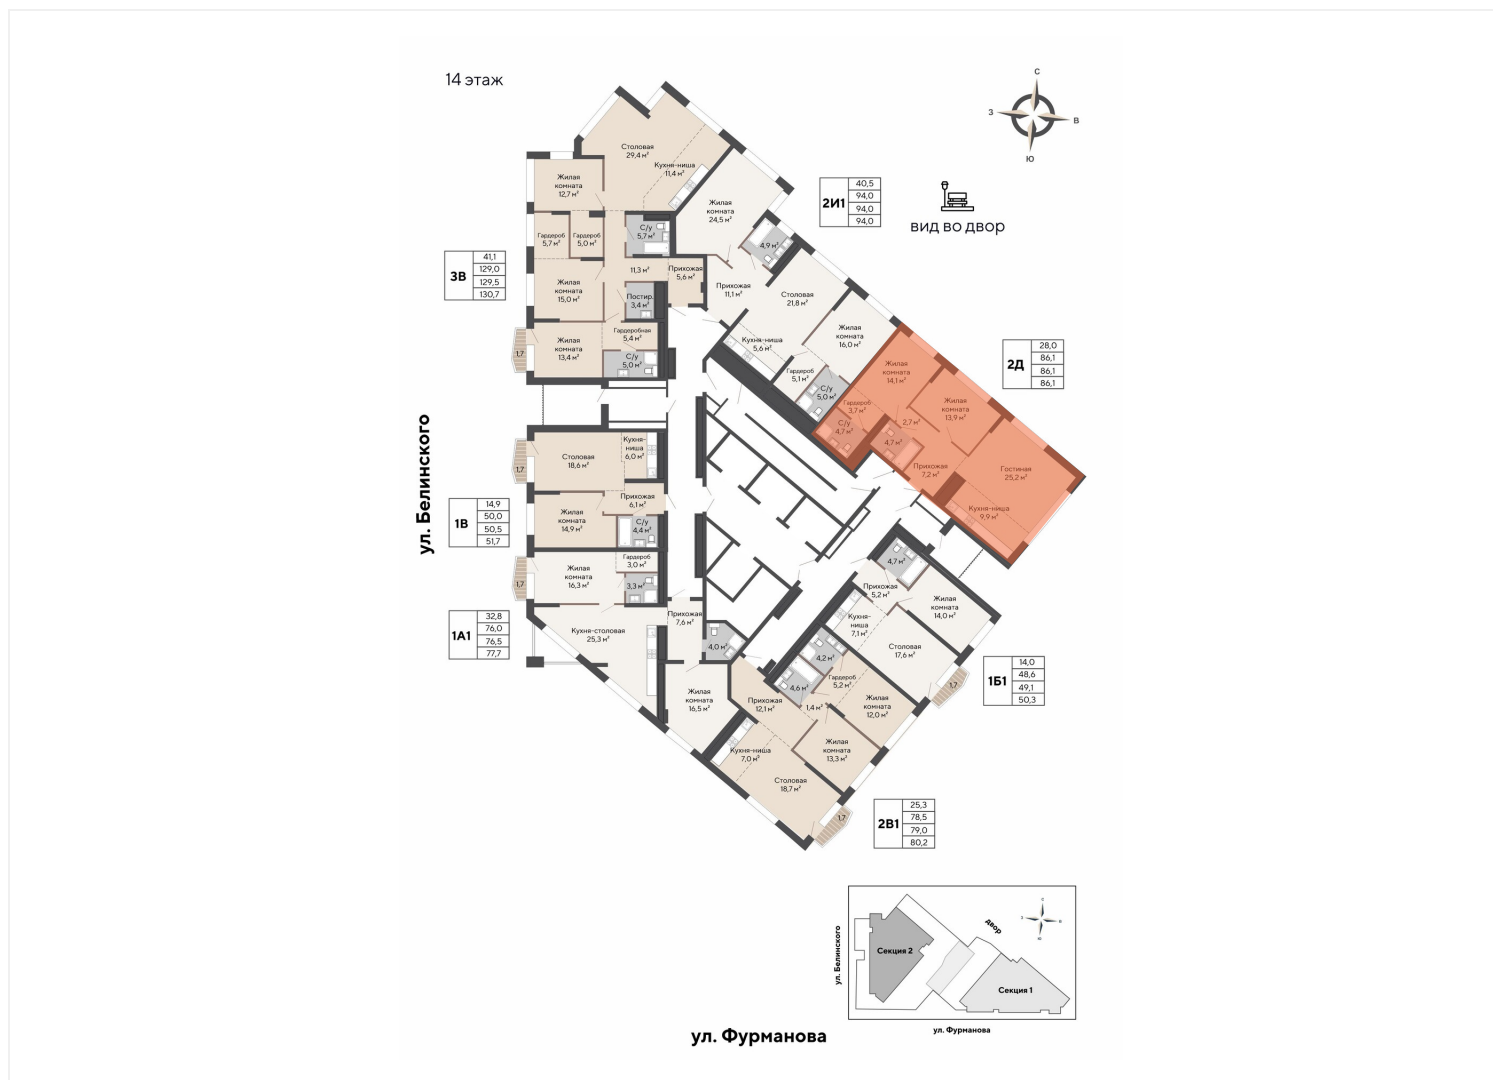 14 этаж
С
З
В
Ю
вид во двор
2И1
40,5
94,0
94,0
94,0
3В
41,1
129,0
129,5
130,7
2Д
28,0
86,1
86,1
86,1
1В
14,9
50,0
50,5
51,7
1А1
32,8
76,0
76,5
77,7
1Б1
14,0
48,6
49,1
50,3
2В1
25,3
78,5
79,0
80,2
Столовая
29,4 м²
Кухня-ниша
11,4 м²
Жилая
комната
12,7 м²
Гардероб
5,7 м²
Гардероб
5,0 м²
С/у
5,7 м²
11,3 м²
Прихожая
5,6 м²
Жилая
комната
15,0 м²
Постир.
3,4 м²
Жилая
комната
13,4 м²
Гардеробная
5,4 м²
С/у
5,0 м²
1,7
Жилая
комната
24,5 м²
4,9 м²
Прихожая
11,1 м²
Столовая
21,8 м²
Кухня-ниша
5,6 м²
Жилая
комната
16,0 м²
Гардероб
5,1 м²
С/у
5,0 м²
Жилая
комната
14,1 м²
Гардероб
3,7 м²
С/у
4,7 м²
Жилая
комната
13,9 м²
2,7 м²
4,7 м²
Прихожая
7,2 м²
Гостиная
25,2 м²
Кухня-ниша
9,9 м²
Столовая
18,6 м²
Кухня-
ниша
6,0 м²
1,7
Прихожая
6,1 м²
Жилая
комната
14,9 м²
С/у
4,4 м²
Гардероб
3,0 м²
Жилая
комната
16,3 м²
3,3 м²
1,7
Кухня-столовая
25,3 м²
Прихожая
7,6 м²
4,0 м²
Жилая
комната
16,5 м²
4,7 м²
Прихожая
5,2 м²
Жилая
комната
14,0 м²
Кухня-
ниша
7,1 м²
Столовая
17,6 м²
1,7
4,2 м²
4,6 м²
Гардероб
5,2 м²
1,4 м²
Жилая
комната
12,0 м²
Прихожая
12,1 м²
Жилая
комната
13,3 м²
Кухня-ниша
7,0 м²
Столовая
18,7 м²
1,7
ул. Белинского
ул. Фурманова
ул. Белинского
Секция 2
двор
Секция 1
С
З
В
Ю
ул. Фурманова